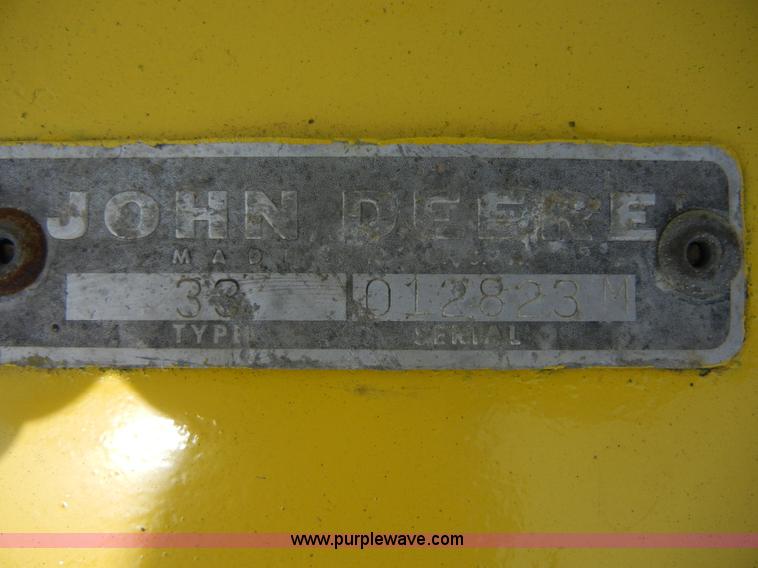 JOHN DEERE
33 012823 M
TYPE SERIAL
www.purplewave.com